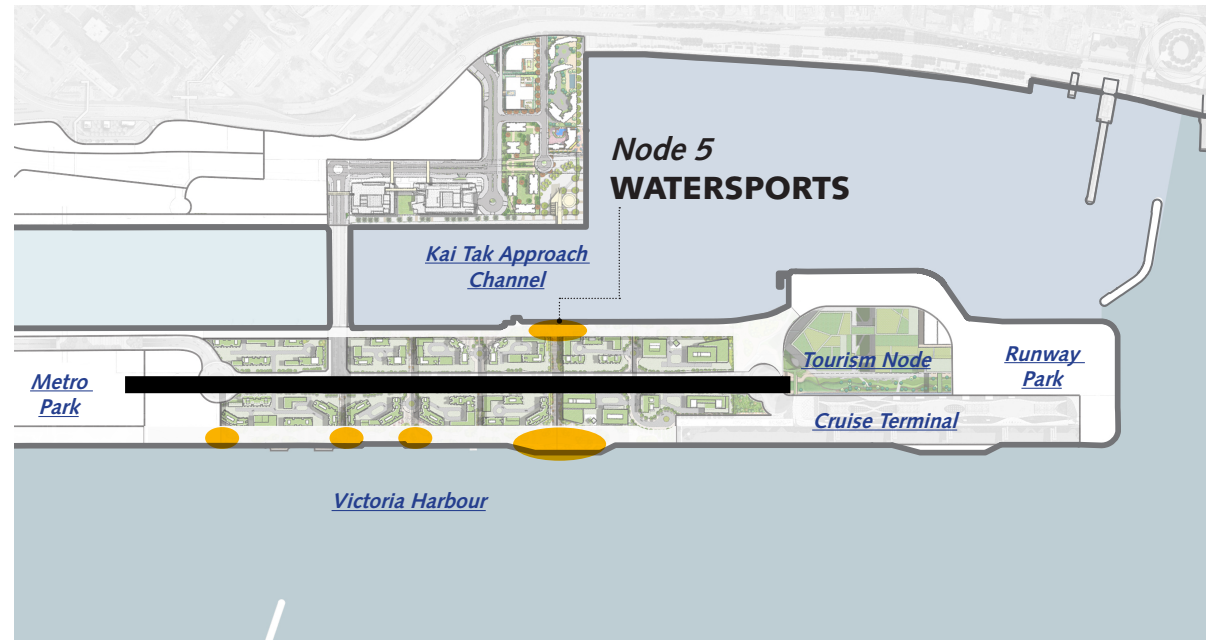 Node 5
WATERSPORTS
Kai Tak Approach
Channel
Tourism Node
Runway
Park
Metro
Park
Cruise Terminal
Victoria Harbour